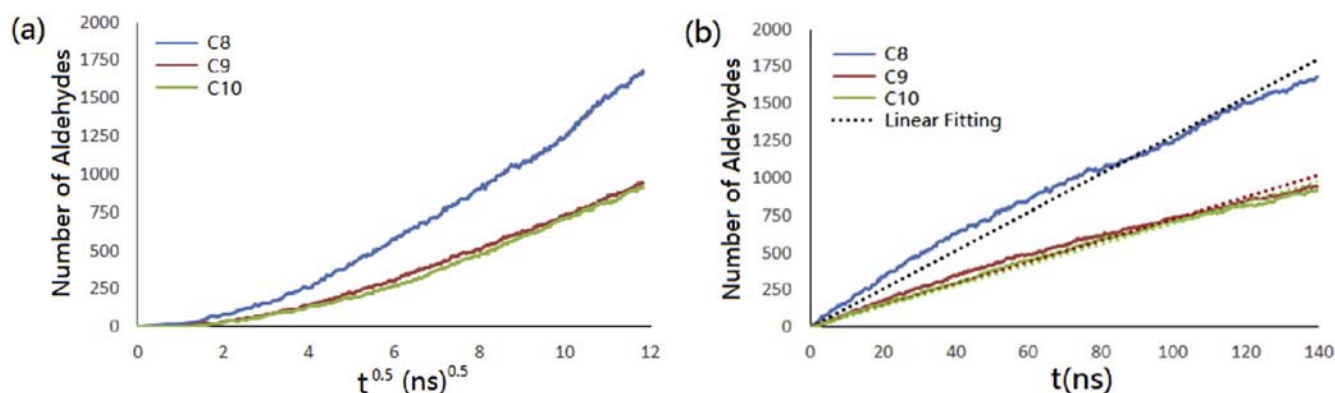 (a)
Number of Aldehydes
2000
1750
1500
1250
1000
750
500
250
0
C8
C9
C10
0 2 4 6 8 10 12
t^0.5 (ns)^0.5
(b)
Number of Aldehydes
2000
1750
1500
1250
1000
750
500
250
0
C8
C9
C10
Linear Fitting
0 20 40 60 80 100 120 140
t(ns)